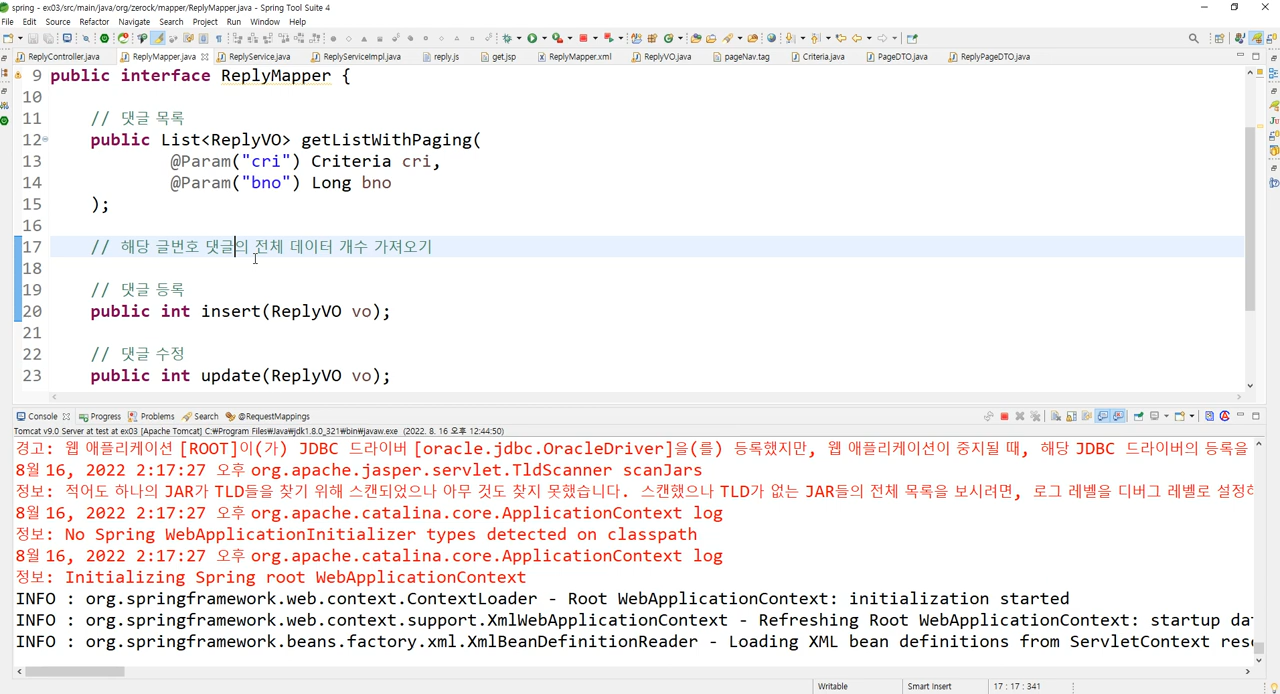 spring - ex03/src/main/java/org/zerock/mapper/ReplyMapper.java - Spring Tool Suite 4
File Edit Source Refactor Navigate Search Project Run Window Help
ReplyController.java ReplyMapper.java ReplyService.java ReplyServiceImpl.java reply.js get.jsp ReplyMapper.xml ReplyVO.java pageNav.tag Criteria.java PageDTO.java ReplyPageDTO.java
9 public interface ReplyMapper {
10
11 // 댓글 목록
12 public List<ReplyVO> getListWithPaging(
13 @Param("cri") Criteria cri,
14 @Param("bno") Long bno
15 );
16
17 // 해당 글번호 댓글의 전체 데이터 개수 가져오기
18
19 // 댓글 등록
20 public int insert(ReplyVO vo);
21
22 // 댓글 수정
23 public int update(ReplyVO vo);
Console Progress Problems Search @RequestMappings
Tomcat v9.0 Server at test at ex03 [Apache Tomcat] C:₩Program Files₩Java₩jdk1.8.0_321₩bin₩javaw.exe (2022. 8. 16 오후 12:44:50)
경고: 웹 애플리케이션 [ROOT]이(가) JDBC 드라이버 [oracle.jdbc.OracleDriver]을(를) 등록했지만, 웹 애플리케이션이 중지될 때, 해당 JDBC 드라이버의 등록을
8월 16, 2022 2:17:27 오후 org.apache.jasper.servlet.TldScanner scanJars
정보: 적어도 하나의 JAR가 TLD들을 찾기 위해 스캔되었으나 아무 것도 찾지 못했습니다. 스캔했으나 TLD가 없는 JAR들의 전체 목록을 보시려면, 로그 레벨을 디버그 레벨로 설정하
8월 16, 2022 2:17:27 오후 org.apache.catalina.core.ApplicationContext log
정보: No Spring WebApplicationInitializer types detected on classpath
8월 16, 2022 2:17:27 오후 org.apache.catalina.core.ApplicationContext log
정보: Initializing Spring root WebApplicationContext
INFO : org.springframework.web.context.ContextLoader - Root WebApplicationContext: initialization started
INFO : org.springframework.web.context.support.XmlWebApplicationContext - Refreshing Root WebApplicationContext: startup dat
INFO : org.springframework.beans.factory.xml.XmlBeanDefinitionReader - Loading XML bean definitions from ServletContext reso
Writable Smart Insert 17 : 17 : 341